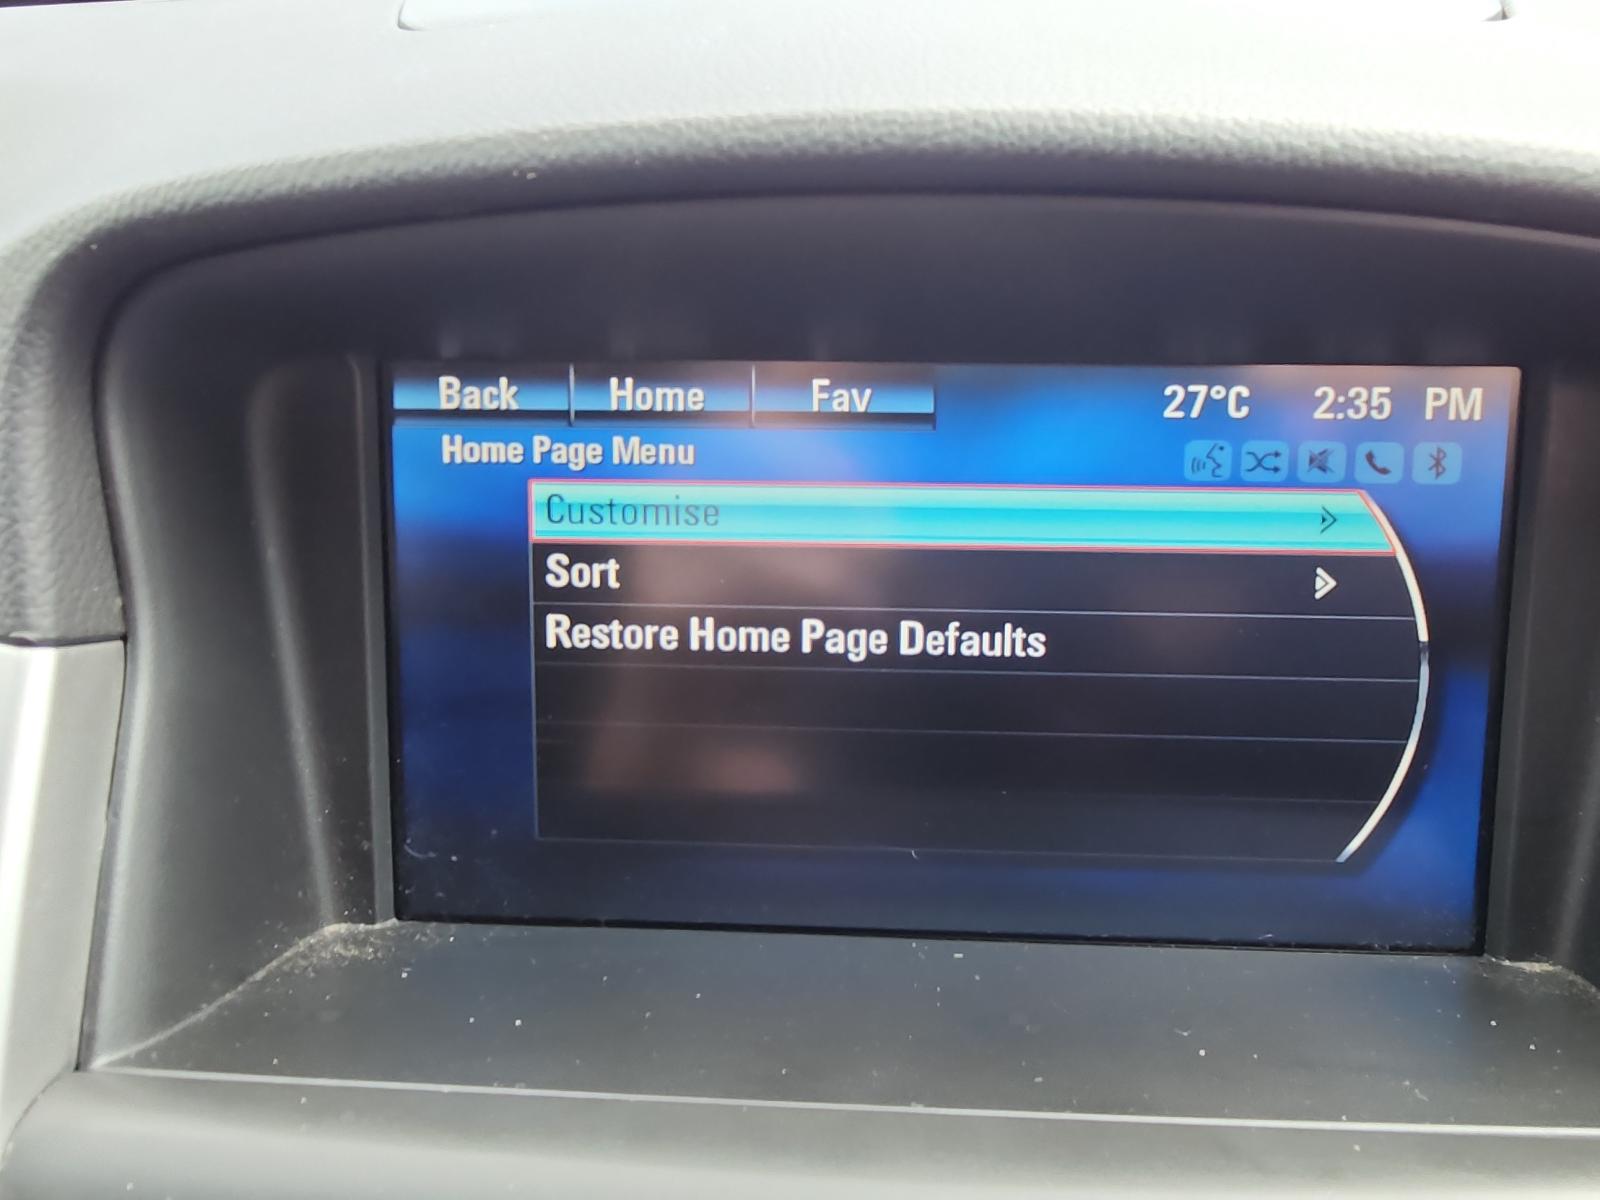 Back Home Fav 27°C 2:35 PM
Home Page Menu
Customise
Sort
Restore Home Page Defaults